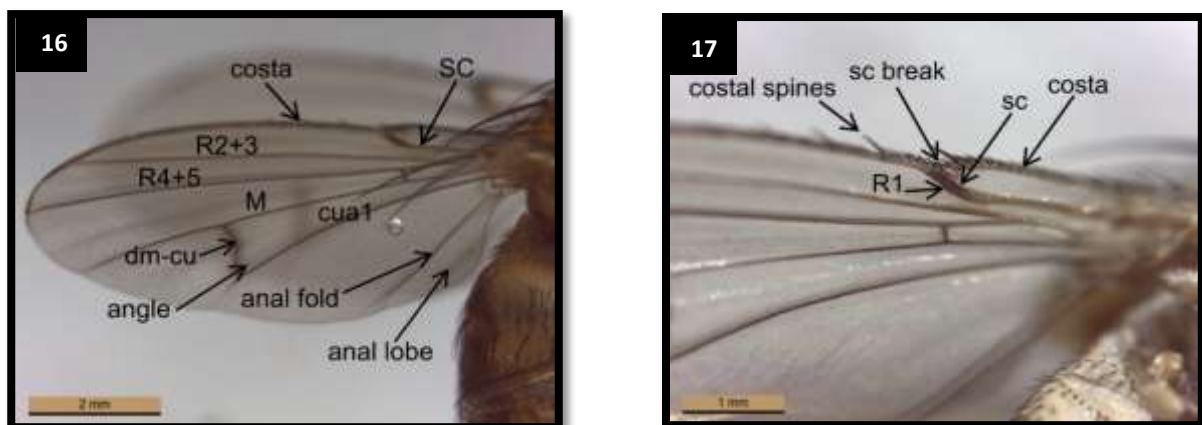 16
costa
SC
R2+3
R4+5
M
cua1
dm-cu
angle
anal fold
anal lobe
2 mm
17
sc break
costal spines
sc
costa
R1
1 mm